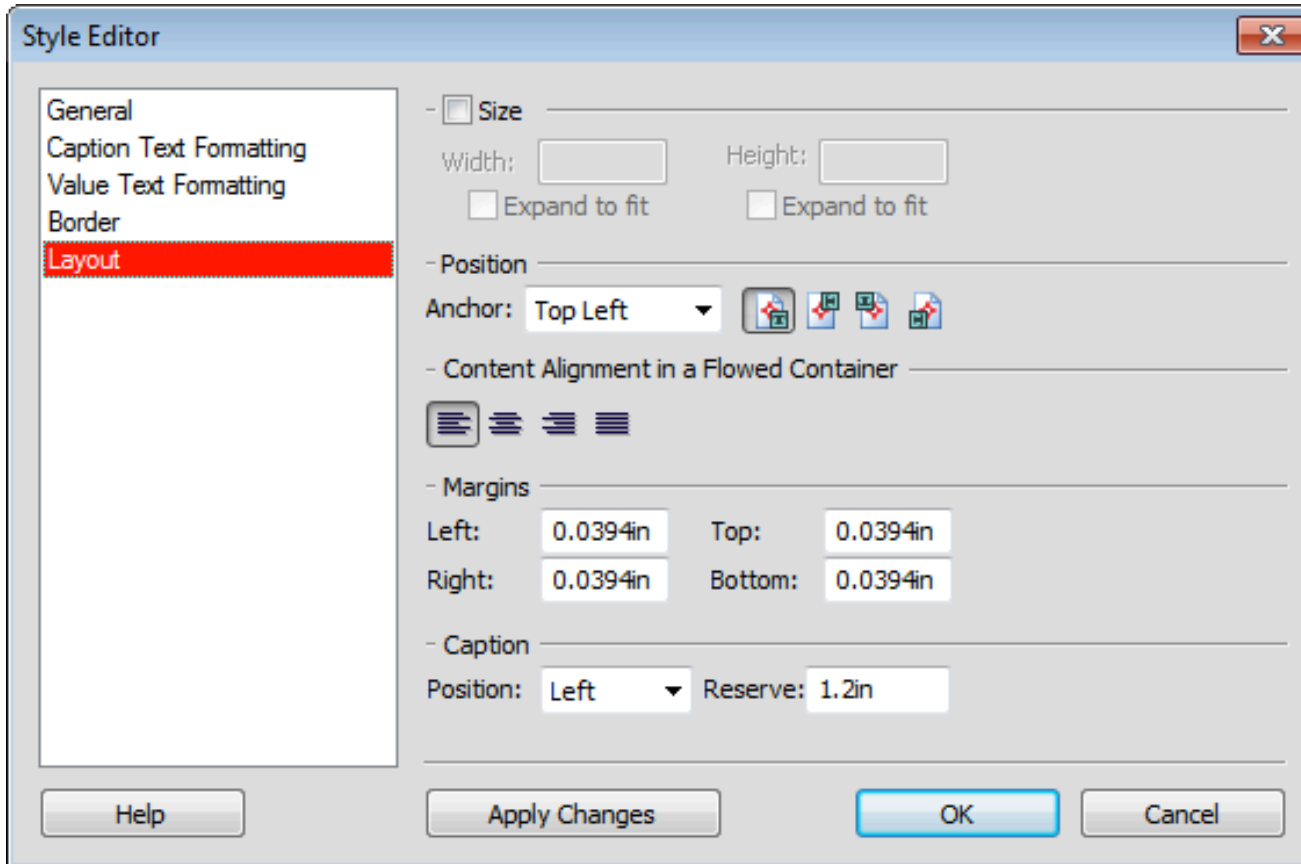 Style Editor
General
Caption Text Formatting
Value Text Formatting
Border
Layout
Size
Width: Height:
Expand to fit Expand to fit
Position
Anchor: Top Left
Content Alignment in a Flowed Container
Margins
Left: 0.0394in Top: 0.0394in
Right: 0.0394in Bottom: 0.0394in
Caption
Position: Left Reserve: 1.2in
Help Apply Changes OK Cancel